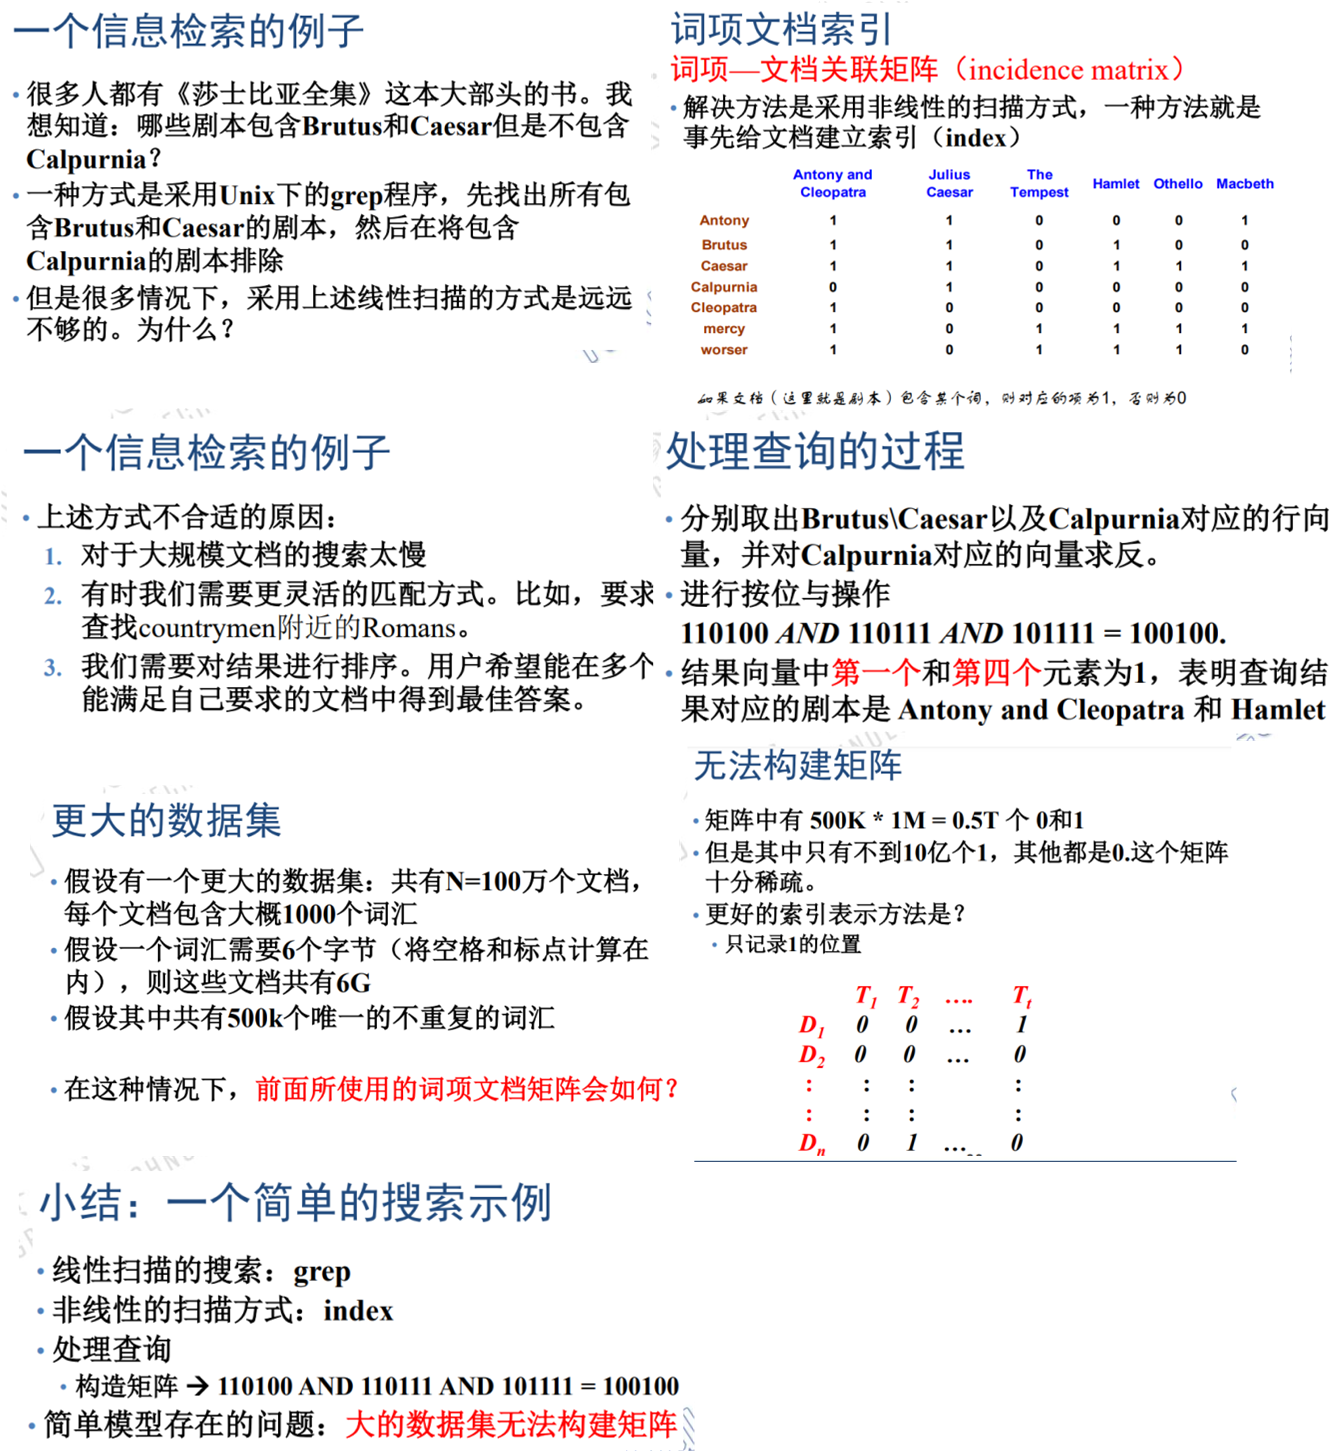 一个信息检索的例子
• 很多人都有《莎士比亚全集》这本大部头的书。我
想知道：哪些剧本包含Brutus和Caesar但是不包含
Calpurnia？
• 一种方式是采用Unix下的grep程序，先找出所有包
含Brutus和Caesar的剧本，然后在将包含
Calpurnia的剧本排除
• 但是很多情况下，采用上述线性扫描的方式是远远
不够的。为什么？
词项文档索引
词项—文档关联矩阵（incidence matrix）
• 解决方法是采用非线性的扫描方式，一种方法就是
事先给文档建立索引（index）
Antony and Cleopatra Julius Caesar The Tempest Hamlet Othello Macbeth
Antony 1 1 0 0 0 1
Brutus 1 1 0 1 0 0
Caesar 1 1 0 1 1 1
Calpurnia 0 1 0 0 0 0
Cleopatra 1 0 0 0 0 0
mercy 1 0 1 1 1 1
worser 1 0 1 1 1 0
如果文档（这里就是剧本）包含某个词，则对应的项为1，否则为0
一个信息检索的例子
• 上述方式不合适的原因：
1. 对于大规模文档的搜索太慢
2. 有时我们需要更灵活的匹配方式。比如，要求
查找countrymen附近的Romans。
3. 我们需要对结果进行排序。用户希望能在多个
能满足自己要求的文档中得到最佳答案。
处理查询的过程
• 分别取出Brutus\Caesar以及Calpurnia对应的行向
量，并对Calpurnia对应的向量求反。
• 进行按位与操作
110100 AND 110111 AND 101111 = 100100.
• 结果向量中第一个和第四个元素为1，表明查询结
果对应的剧本是 Antony and Cleopatra 和 Hamlet
更大的数据集
• 假设有一个更大的数据集：共有N=100万个文档，
每个文档包含大概1000个词汇
• 假设一个词汇需要6个字节（将空格和标点计算在
内），则这些文档共有6G
• 假设其中共有500k个唯一的不重复的词汇
• 在这种情况下，前面所使用的词项文档矩阵会如何？
无法构建矩阵
• 矩阵中有 500K * 1M = 0.5T 个 0和1
• 但是其中只有不到10亿个1，其他都是0.这个矩阵
十分稀疏。
• 更好的索引表示方法是？
• 只记录1的位置
T1 T2 …. Tt
D1 0 0 … 1
D2 0 0 … 0
: : : :
: : : :
Dn 0 1 … 0
小结：一个简单的搜索示例
• 线性扫描的搜索：grep
• 非线性的扫描方式：index
• 处理查询
• 构造矩阵 → 110100 AND 110111 AND 101111 = 100100
• 简单模型存在的问题：大的数据集无法构建矩阵